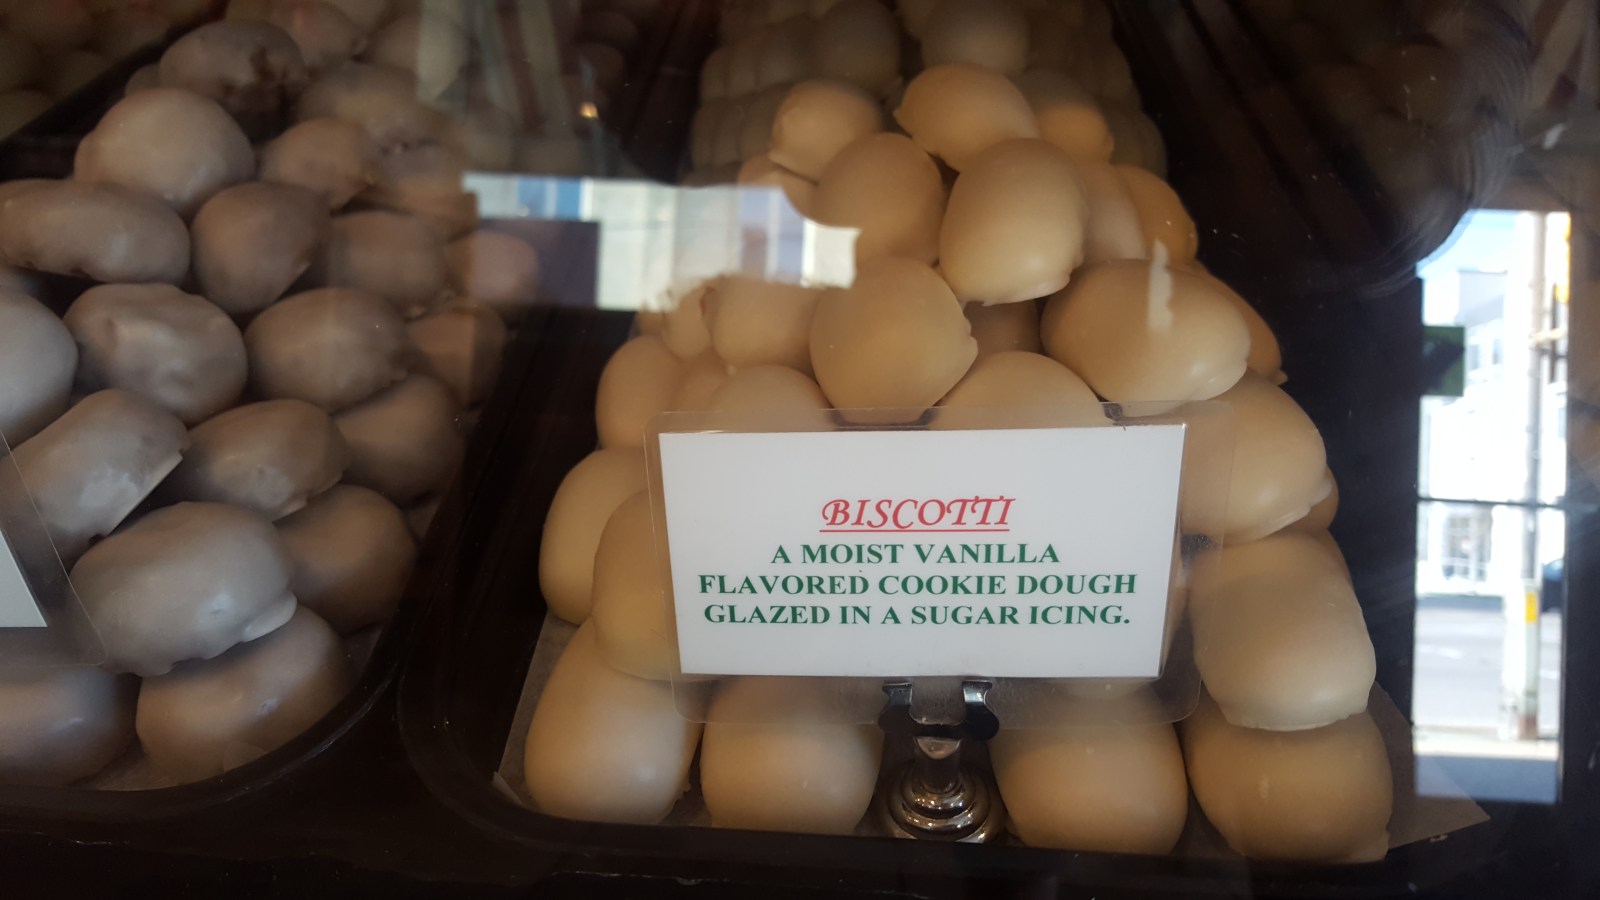 BISCOTTI
A MOIST VANILLA
FLAVORED COOKIE DOUGH
GLAZED IN A SUGAR ICING.